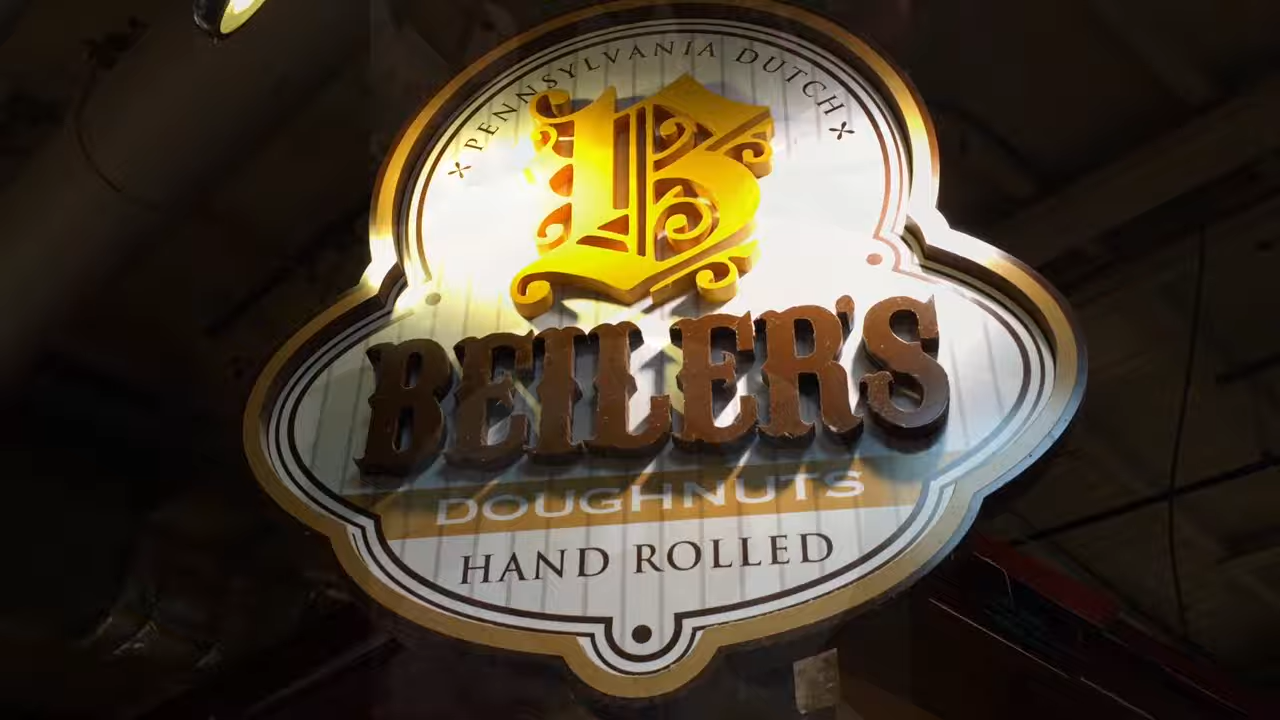 PENNSYLVANIA DUTCH
B
BEILER'S
DOUGHNUTS
HAND ROLLED